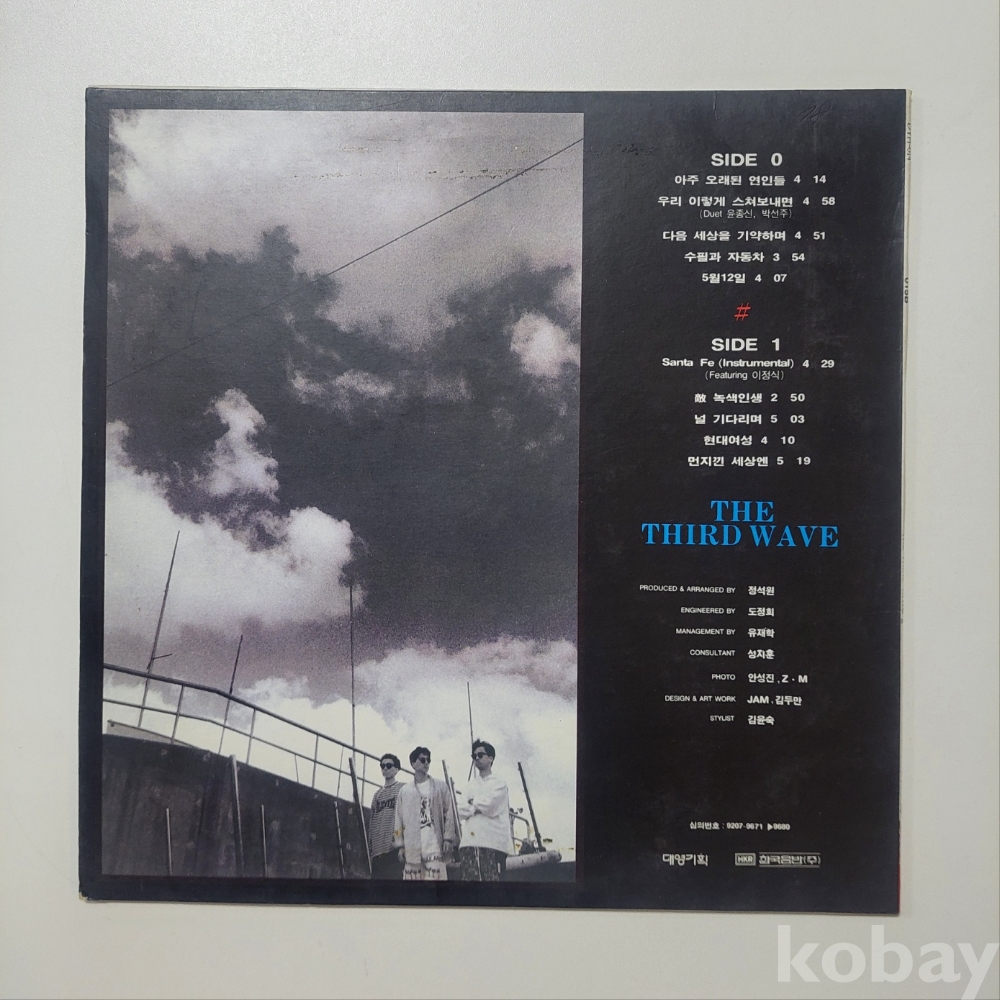 SIDE 0
아주 오래된 연인들 4 14
우리 이렇게 스쳐보내면 4 58
(Duet 윤종신, 박선주)
다음 세상을 기약하며 4 51
수필과 자동차 3 54
5월12일 4 07
#
SIDE 1
Santa Fe (Instrumental) 4 29
(Featuring 이정식)
敵 녹색인생 2 50
널 기다리며 5 03
현대여성 4 10
먼지낀 세상엔 5 19
THE
THIRD WAVE
PRODUCED & ARRANGED BY 정석원
ENGINEERED BY 도정회
MANAGEMENT BY 유재학
CONSULTANT 성지훈
PHOTO 안성진, Z·M
DESIGN & ART WORK JAM, 김두만
STYLIST 김윤숙
심의번호 : 9207-9671 ▶9680
대영기획 HKR 한국음반(주)
kobay